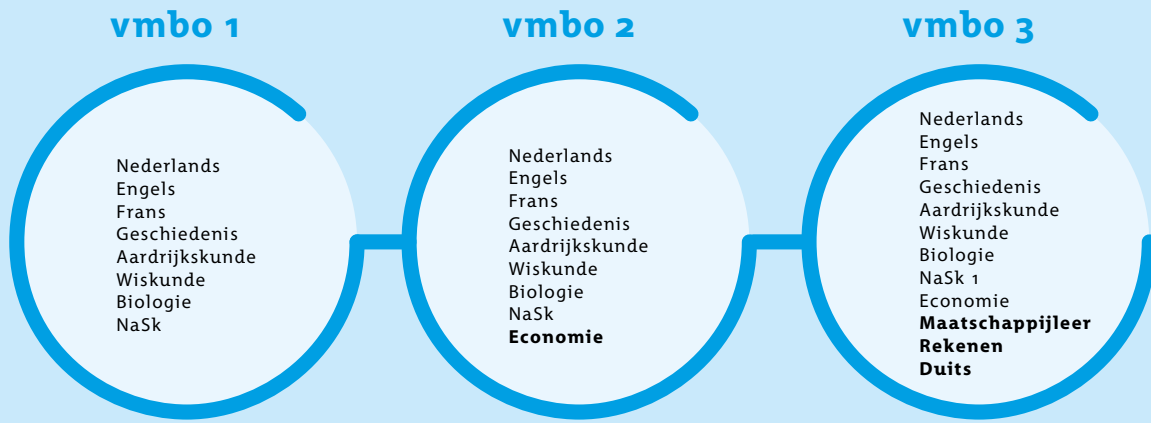 vmbo 1
Nederlands
Engels
Frans
Geschiedenis
Aardrijkskunde
Wiskunde
Biologie
NaSk
vmbo 2
Nederlands
Engels
Frans
Geschiedenis
Aardrijkskunde
Wiskunde
Biologie
NaSk
Economie
vmbo 3
Nederlands
Engels
Frans
Geschiedenis
Aardrijkskunde
Wiskunde
Biologie
NaSk 1
Economie
Maatschappijleer
Rekenen
Duits